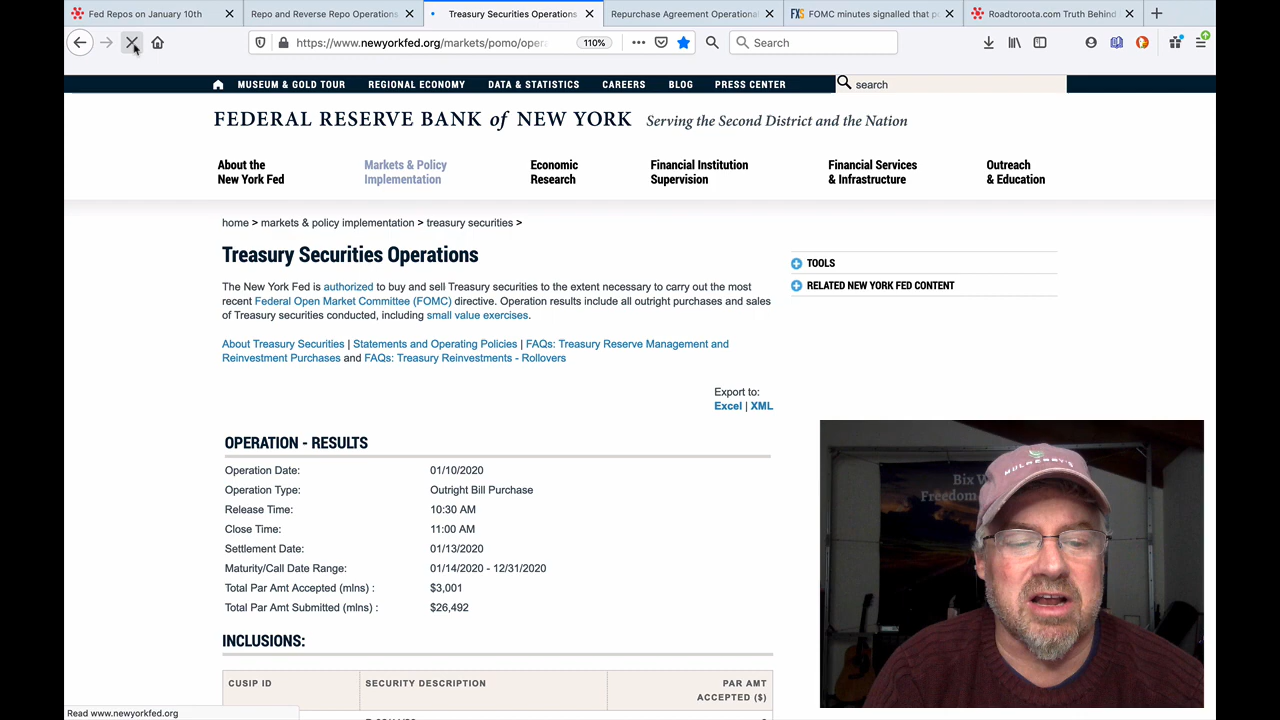 Fed Repos on January 10th
Repo and Reverse Repo Operations
Treasury Securities Operations
Repurchase Agreement Operational
FXS FOMC minutes signalled that p
Roadtoroota.com Truth Behind
https://www.newyorkfed.org/markets/pomo/opera
110%
Search
MUSEUM & GOLD TOUR REGIONAL ECONOMY DATA & STATISTICS CAREERS BLOG PRESS CENTER search
FEDERAL RESERVE BANK of NEW YORK Serving the Second District and the Nation
About the
New York Fed
Markets & Policy
Implementation
Economic
Research
Financial Institution
Supervision
Financial Services
& Infrastructure
Outreach
& Education
home > markets & policy implementation > treasury securities >
Treasury Securities Operations
The New York Fed is authorized to buy and sell Treasury securities to the extent necessary to carry out the most
recent Federal Open Market Committee (FOMC) directive. Operation results include all outright purchases and sales
of Treasury securities conducted, including small value exercises.
About Treasury Securities | Statements and Operating Policies | FAQs: Treasury Reserve Management and
Reinvestment Purchases and FAQs: Treasury Reinvestments - Rollovers
TOOLS
RELATED NEW YORK FED CONTENT
Export to:
Excel | XML
OPERATION - RESULTS
Operation Date: 01/10/2020
Operation Type: Outright Bill Purchase
Release Time: 10:30 AM
Close Time: 11:00 AM
Settlement Date: 01/13/2020
Maturity/Call Date Range: 01/14/2020 - 12/31/2020
Total Par Amt Accepted (mlns) : $3,001
Total Par Amt Submitted (mlns) : $26,492
INCLUSIONS:
CUSIP ID SECURITY DESCRIPTION PAR AMT
ACCEPTED ($)
Read www.newyorkfed.org
Bix W
Freedom
MULBERRY'S